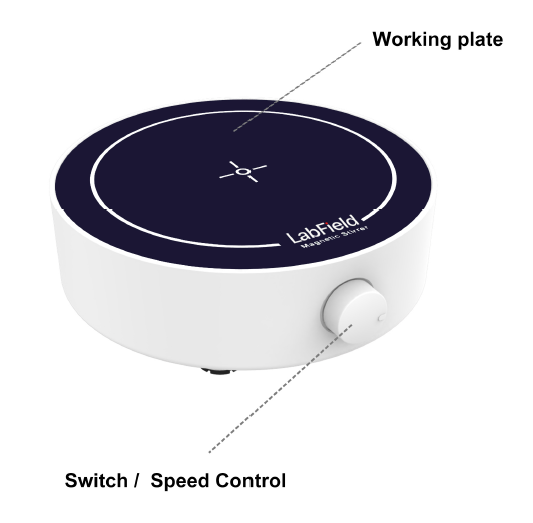 Working plate
LabField
Magnetic Stirrer
Switch /  Speed Control